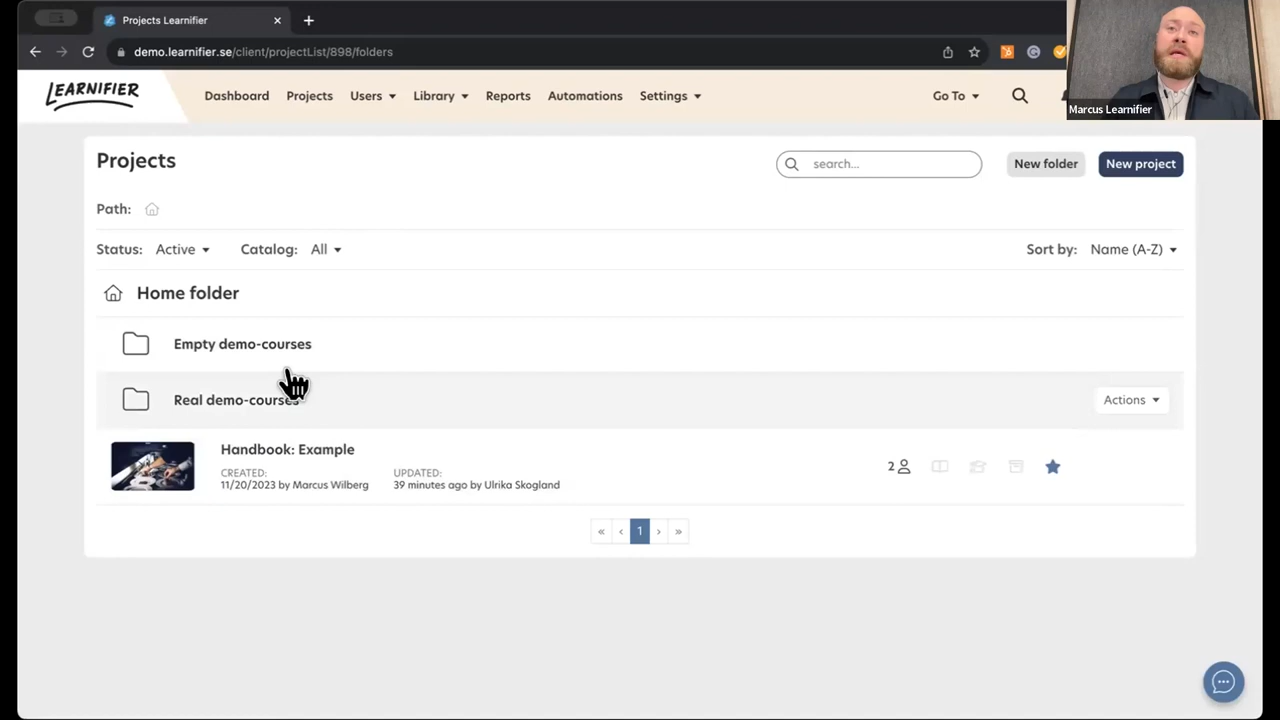 Projects Learnifier
demo.learnifier.se/client/projectList/898/folders
Marcus Learnifier
LEARNIFIER
Dashboard Projects Users Library Reports Automations Settings Go To
Projects
search...
New folder
New project
Path:
Status: Active Catalog: All Sort by: Name (A-Z)
Home folder
Empty demo-courses
Real demo-courses
Actions
Handbook: Example
CREATED: UPDATED:
11/20/2023 by Marcus Wilberg 39 minutes ago by Ulrika Skogland
2
« ‹ 1 › »